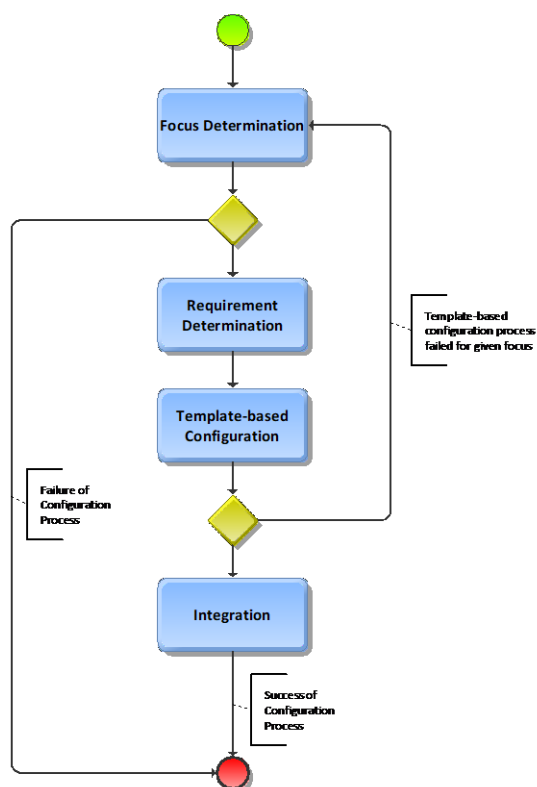 Focus Determination
Requirement
Determination
Template-based
configuration process
failed for given focus
Template-based
Configuration
Failure of
Configuration
Process
Integration
Success of
Configuration
Process